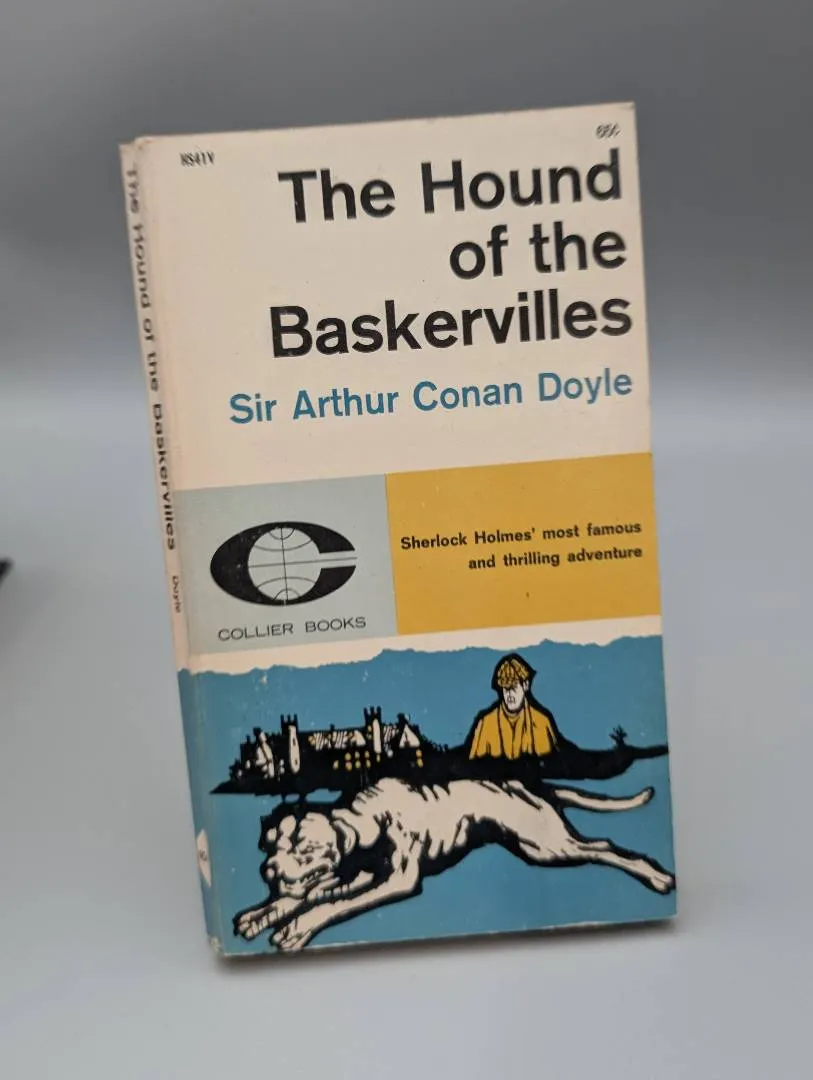 HS41V
65¢
The Hound
of the
Baskervilles
Sir Arthur Conan Doyle
Sherlock Holmes' most famous
and thrilling adventure
COLLIER BOOKS
The Hound of the Baskervilles Doyle